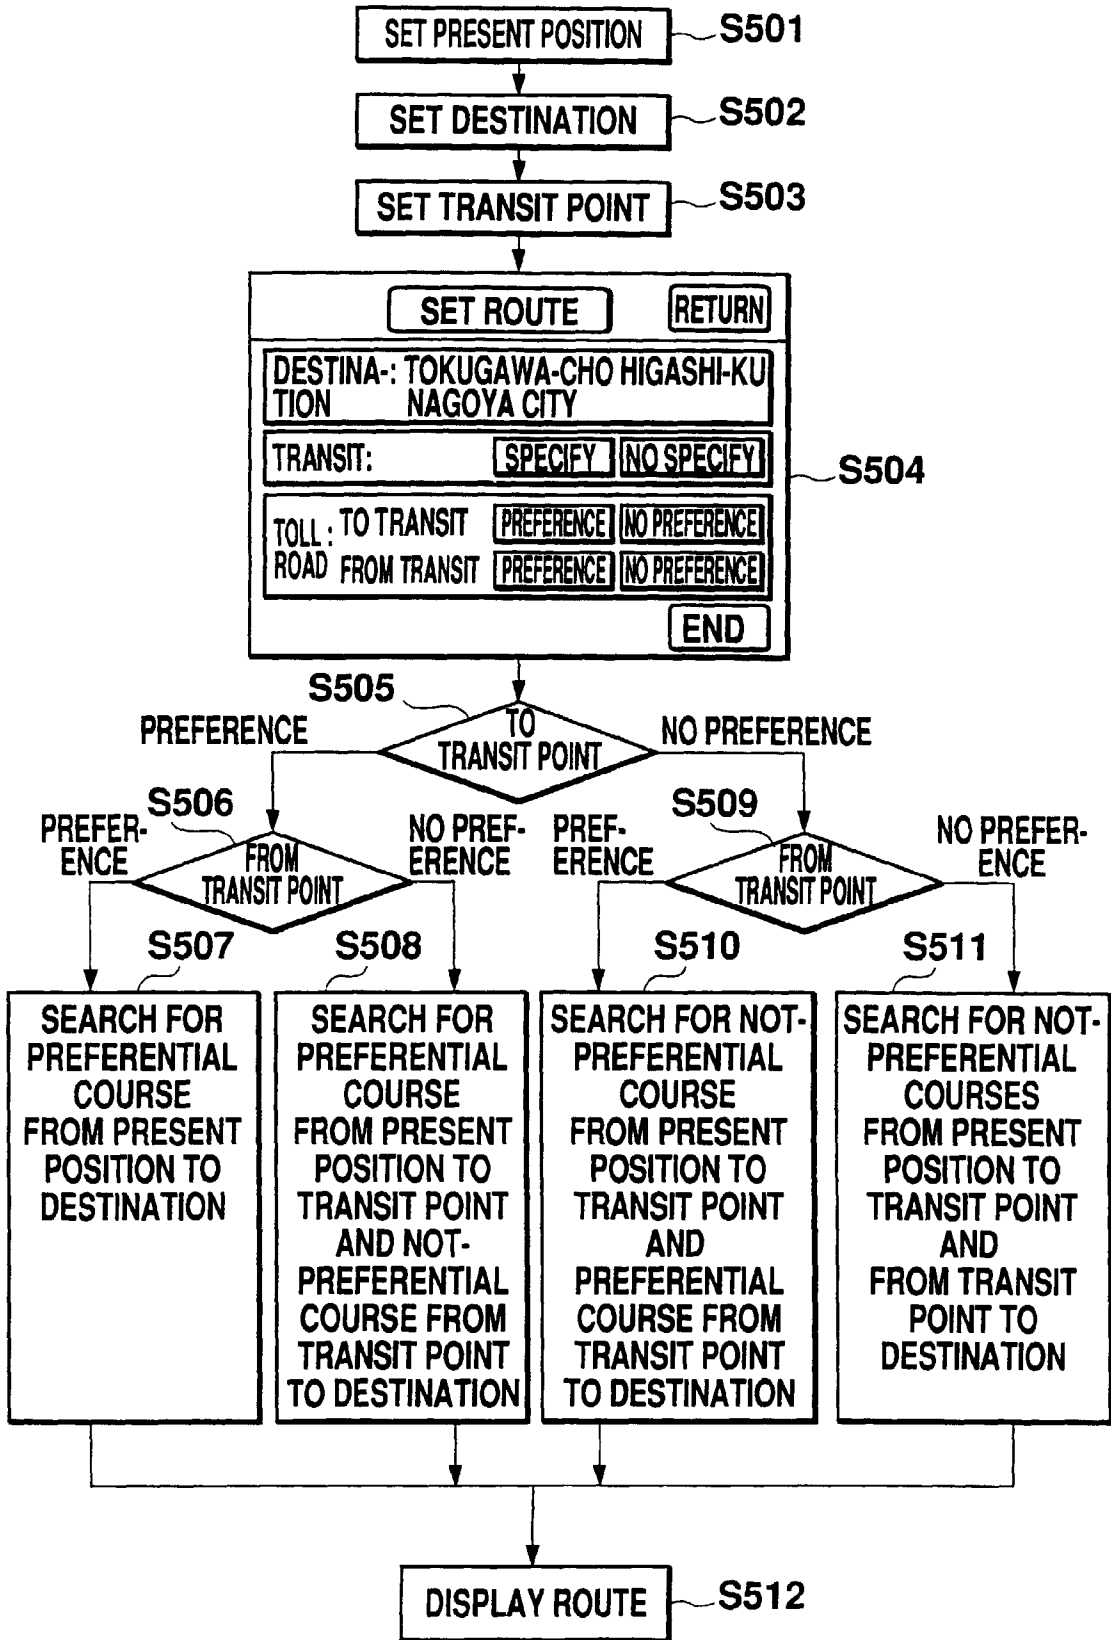 SET PRESENT POSITION
S501
SET DESTINATION
S502
SET TRANSIT POINT
S503
SET ROUTE
RETURN
DESTINA-: TOKUGAWA-CHO HIGASHI-KU
TION NAGOYA CITY
TRANSIT: SPECIFY NO SPECIFY
S504
TOLL : TO TRANSIT PREFERENCE NO PREFERENCE
ROAD FROM TRANSIT PREFERENCE NO PREFERENCE
END
S505
PREFERENCE
TO
TRANSIT POINT
NO PREFERENCE
S506
PREFER-
ENCE
FROM
TRANSIT POINT
NO PREF-
ERENCE
S509
PREF-
ERENCE
FROM
TRANSIT POINT
NO PREFER-
ENCE
S507
SEARCH FOR
PREFERENTIAL
COURSE
FROM PRESENT
POSITION TO
DESTINATION
S508
SEARCH FOR
PREFERENTIAL
COURSE
FROM PRESENT
POSITION TO
TRANSIT POINT
AND NOT-
PREFERENTIAL
COURSE FROM
TRANSIT POINT
TO DESTINATION
S510
SEARCH FOR NOT-
PREFERENTIAL
COURSE
FROM PRESENT
POSITION TO
TRANSIT POINT
AND
PREFERENTIAL
COURSE FROM
TRANSIT POINT
TO DESTINATION
S511
SEARCH FOR NOT-
PREFERENTIAL
COURSES
FROM PRESENT
POSITION TO
TRANSIT POINT
AND
FROM TRANSIT
POINT TO
DESTINATION
DISPLAY ROUTE
S512